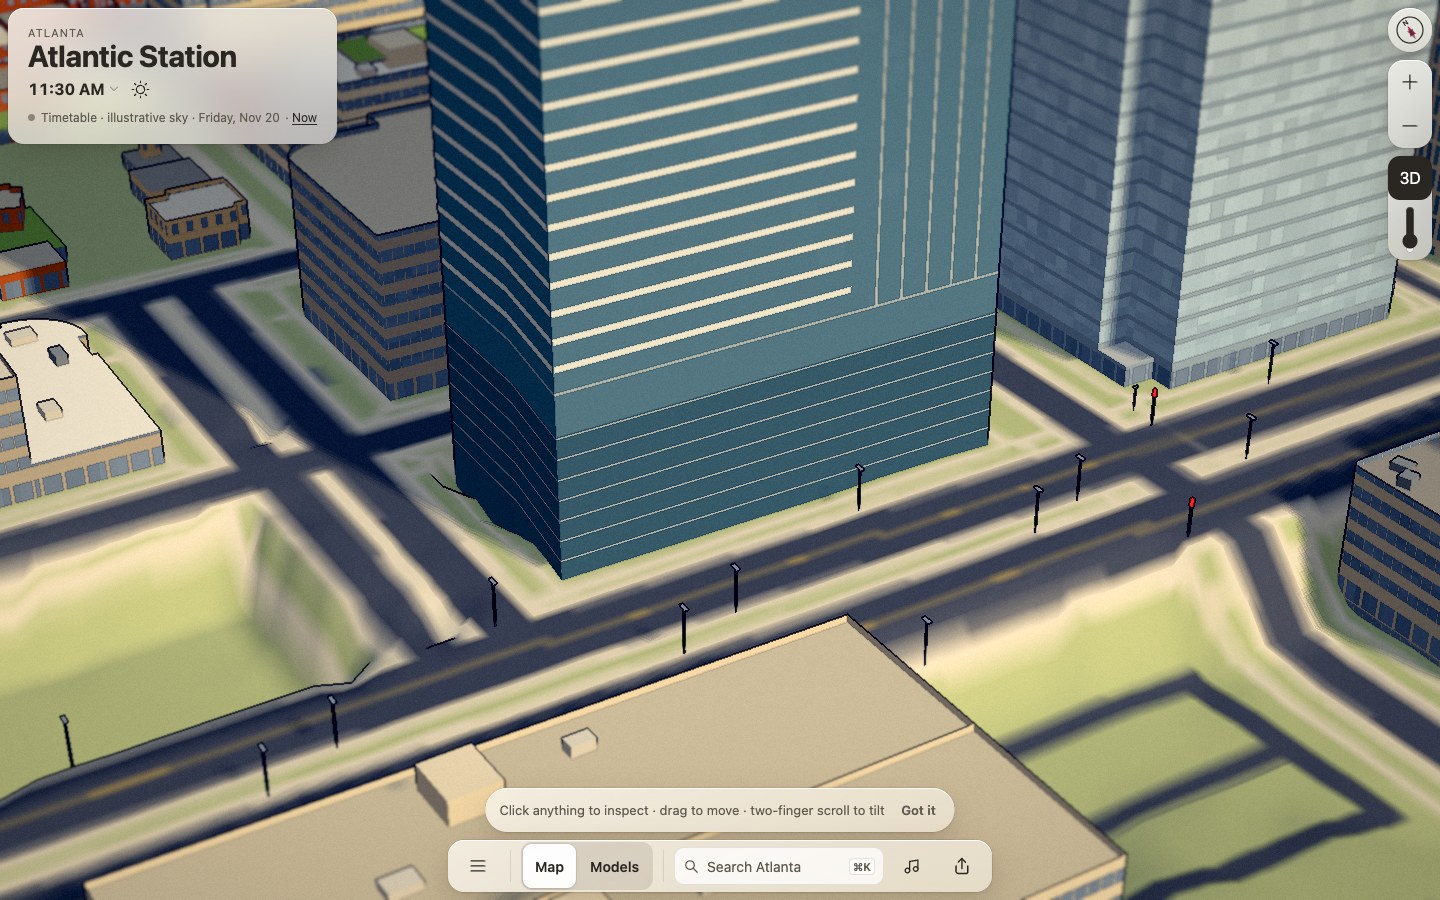 ATLANTA
Atlantic Station
11:30 AM
Timetable · illustrative sky · Friday, Nov 20 · Now
N
3D
Click anything to inspect · drag to move · two-finger scroll to tilt Got it
Map Models Search Atlanta ⌘K